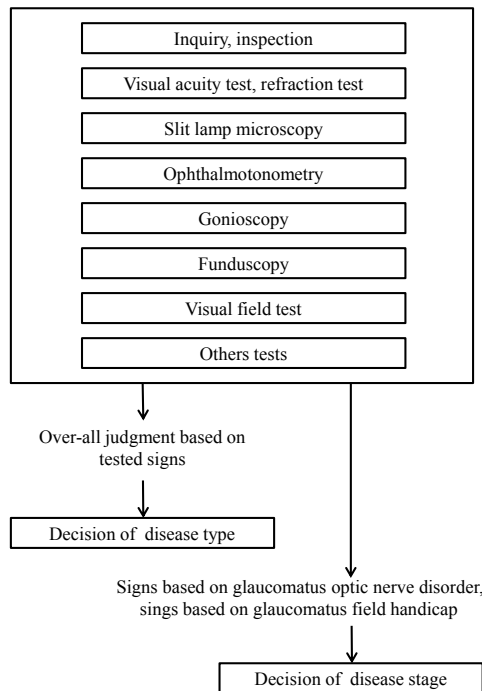 Inquiry, inspection
Visual acuity test, refraction test
Slit lamp microscopy
Ophthalmotonometry
Gonioscopy
Funduscopy
Visual field test
Others tests
Over-all judgment based on
tested signs
Decision of disease type
Signs based on glaucomatus optic nerve disorder,
sings based on glaucomatus field handicap
Decision of disease stage